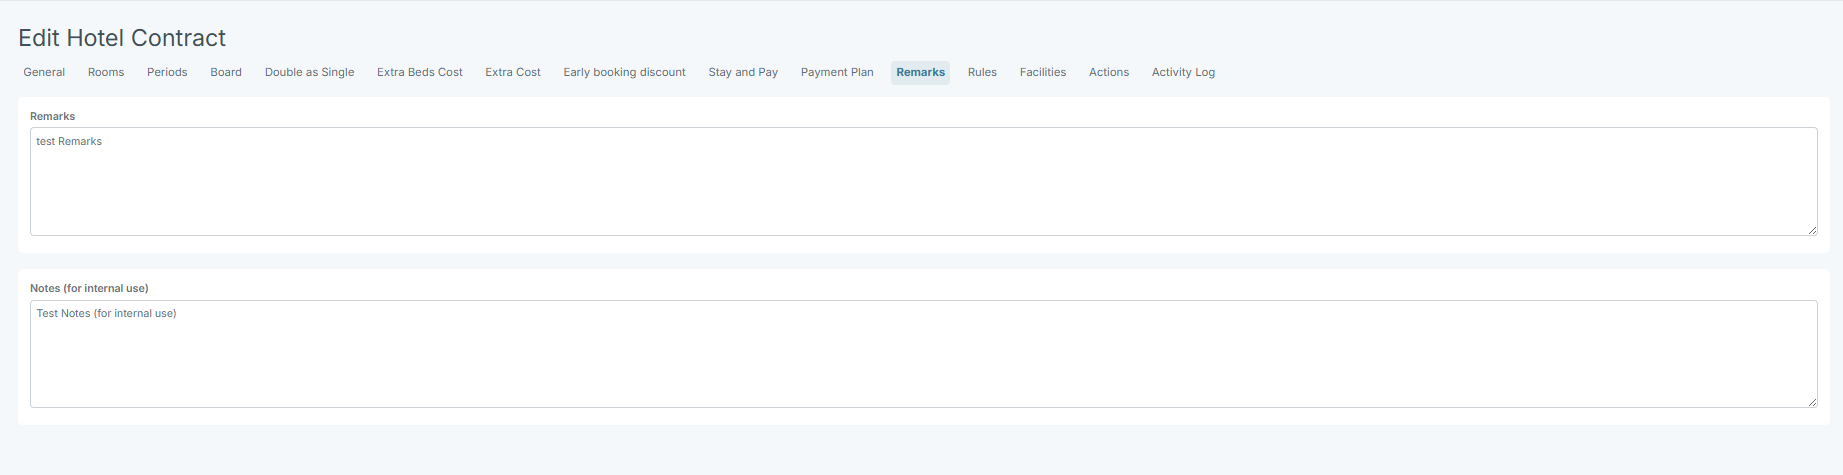 Edit Hotel Contract
General Rooms Periods Board Double as Single Extra Beds Cost Extra Cost Early booking discount Stay and Pay Payment Plan Remarks Rules Facilities Actions Activity Log
Remarks
test Remarks
Notes (for internal use)
Test Notes (for internal use)